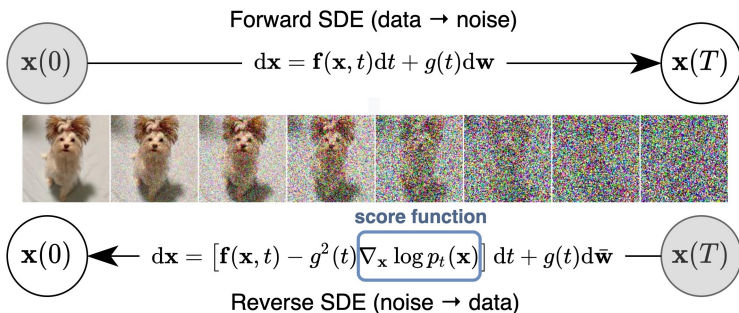 Forward SDE (data → noise)
x(0)
dx = f(x, t)dt + g(t)dw
x(T)
score function
x(0)
dx = [f(x, t) − g²(t)∇ₓ log pₜ(x)] dt + g(t)dw̄
x(T)
Reverse SDE (noise → data)